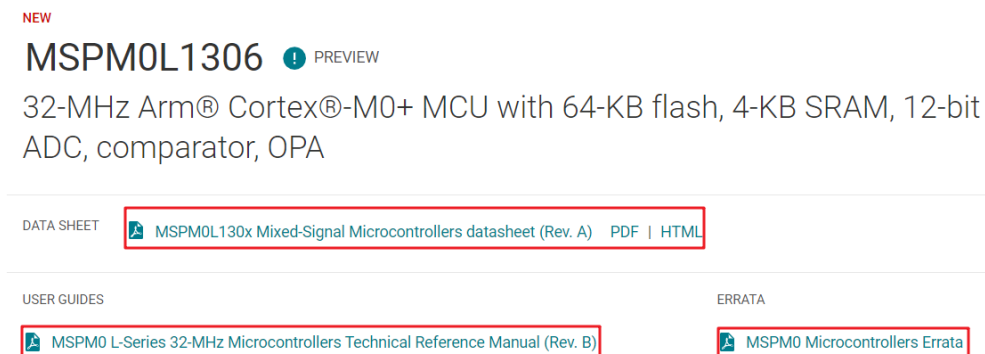 NEW
MSPM0L1306 ! PREVIEW
32-MHz Arm® Cortex®-M0+ MCU with 64-KB flash, 4-KB SRAM, 12-bit
ADC, comparator, OPA
DATA SHEET MSPM0L130x Mixed-Signal Microcontrollers datasheet (Rev. A) PDF | HTML
USER GUIDES ERRATA
MSPM0 L-Series 32-MHz Microcontrollers Technical Reference Manual (Rev. B) MSPM0 Microcontrollers Errata